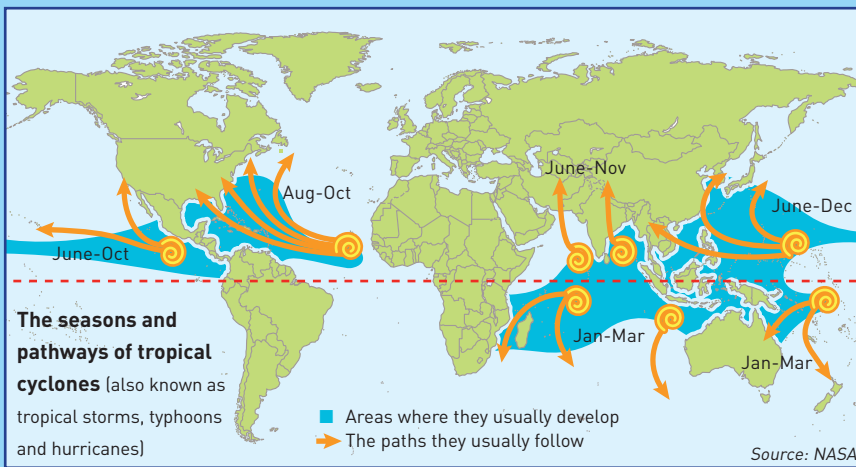 June-Nov
Aug-Oct
June-Dec
June-Oct
The seasons and
pathways of tropical
cyclones (also known as
tropical storms, typhoons
and hurricanes)
Jan-Mar
Jan-Mar
Areas where they usually develop
The paths they usually follow
Source: NASA